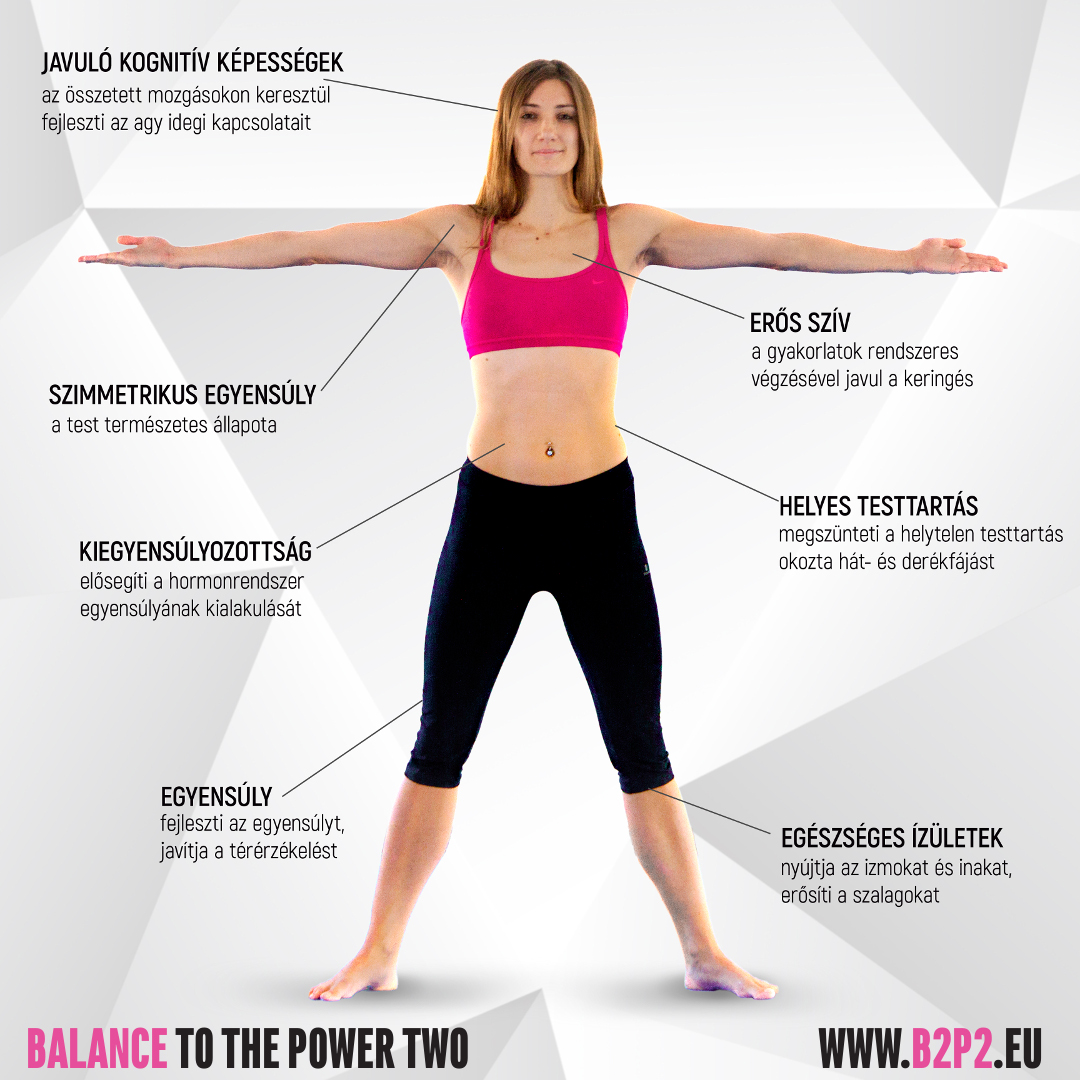 JAVULÓ KOGNITÍV KÉPESSÉGEK
az összetett mozgásokon keresztül
fejleszti az agy idegi kapcsolatait
ERŐS SZÍV
a gyakorlatok rendszeres
végzésével javul a keringés
SZIMMETRIKUS EGYENSÚLY
a test természetes állapota
HELYES TESTTARTÁS
megszünteti a helytelen testtartás
okozta hát- és derékfájást
KIEGYENSÚLYOZOTTSÁG
elősegíti a hormonrendszer
egyensúlyának kialakulását
EGYENSÚLY
fejleszti az egyensúlyt,
javítja a térérzékelést
EGÉSZSÉGES ÍZÜLETEK
nyújtja az izmokat és inakat,
erősíti a szalagokat
BALANCE TO THE POWER TWO
WWW.B2P2.EU